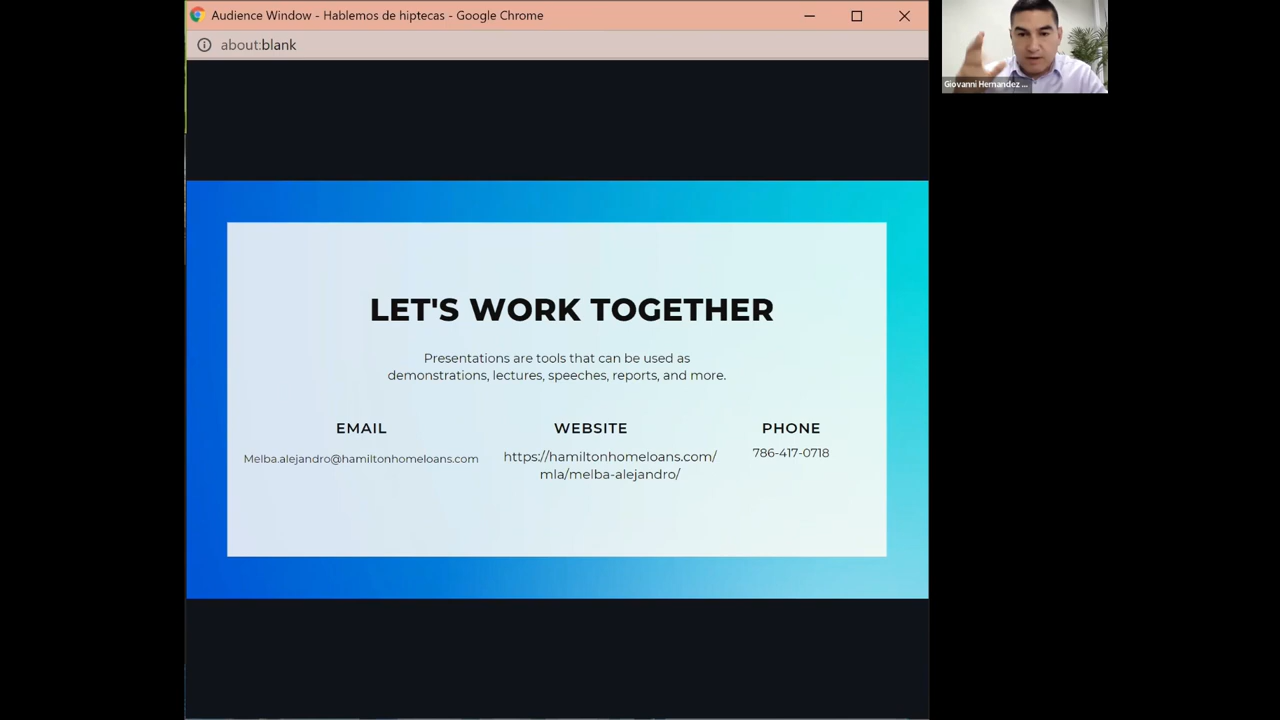 Audience Window - Hablemos de hiptecas - Google Chrome
about:blank
Giovanni Hernandez ...
LET'S WORK TOGETHER
Presentations are tools that can be used as
demonstrations, lectures, speeches, reports, and more.
EMAIL
Melba.alejandro@hamiltonhomeloans.com
WEBSITE
https://hamiltonhomeloans.com/
mla/melba-alejandro/
PHONE
786-417-0718